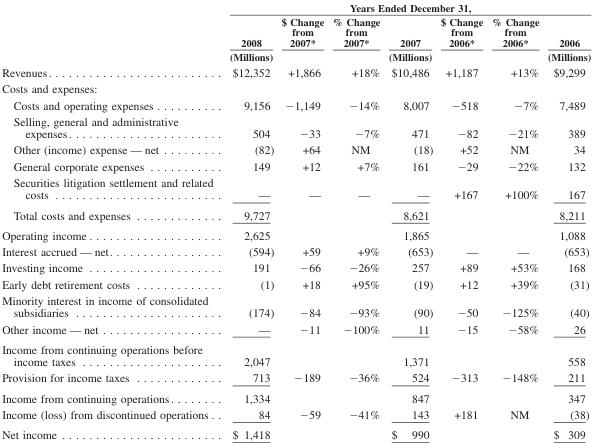 Years Ended December 31,
2008 $ Change from 2007* % Change from 2007* 2007 $ Change from 2006* % Change from 2006* 2006
(Millions) (Millions) (Millions)
Revenues . . . . . . . . . . . . . . . . . . . . . . . . $12,352 +1,866 +18% $10,486 +1,187 +13% $9,299
Costs and expenses:
Costs and operating expenses . . . . . . . . . . 9,156 −1,149 −14% 8,007 −518 −7% 7,489
Selling, general and administrative
expenses . . . . . . . . . . . . . . . . . . . . . . 504 −33 −7% 471 −82 −21% 389
Other (income) expense — net . . . . . . . . . (82) +64 NM (18) +52 NM 34
General corporate expenses . . . . . . . . . . . 149 +12 +7% 161 −29 −22% 132
Securities litigation settlement and related
costs . . . . . . . . . . . . . . . . . . . . . . . . — — — — +167 +100% 167
Total costs and expenses . . . . . . . . . . . . 9,727 8,621 8,211
Operating income . . . . . . . . . . . . . . . . . . . 2,625 1,865 1,088
Interest accrued — net . . . . . . . . . . . . . . . . (594) +59 +9% (653) — — (653)
Investing income . . . . . . . . . . . . . . . . . . . 191 −66 −26% 257 +89 +53% 168
Early debt retirement costs . . . . . . . . . . . . . (1) +18 +95% (19) +12 +39% (31)
Minority interest in income of consolidated
subsidiaries . . . . . . . . . . . . . . . . . . . . . (174) −84 −93% (90) −50 −125% (40)
Other income — net . . . . . . . . . . . . . . . . . — −11 −100% 11 −15 −58% 26
Income from continuing operations before
income taxes . . . . . . . . . . . . . . . . . . . . 2,047 1,371 558
Provision for income taxes . . . . . . . . . . . . . 713 −189 −36% 524 −313 −148% 211
Income from continuing operations . . . . . . . . 1,334 847 347
Income (loss) from discontinued operations . . 84 −59 −41% 143 +181 NM (38)
Net income . . . . . . . . . . . . . . . . . . . . . . . $ 1,418 $ 990 $ 309